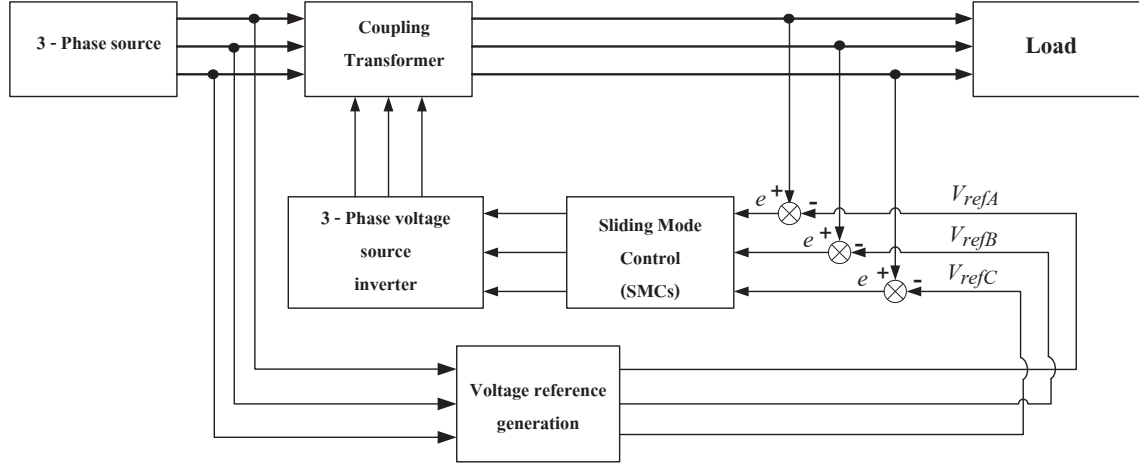 3 - Phase source
Coupling
Transformer
Load
3 - Phase voltage
source
inverter
Sliding Mode
Control
(SMCs)
e + - VrefA
e + - VrefB
e + - VrefC
Voltage reference
generation